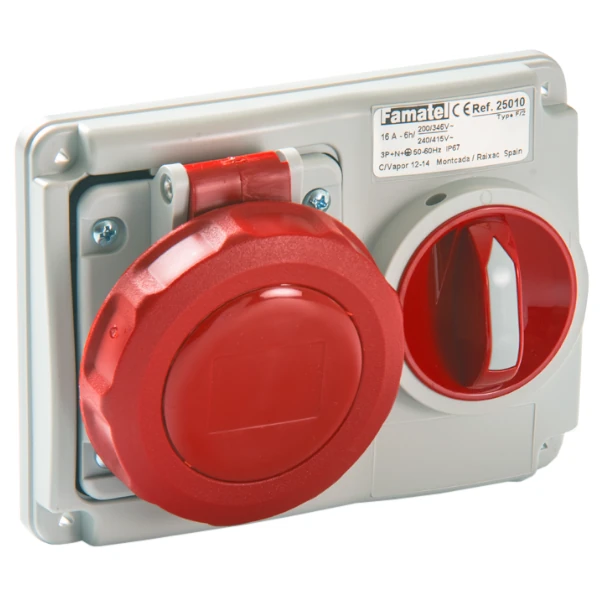 Famatel CE Ref. 25010
Type F/2
16 A - 6h/ 200/346V~
240/415V~
3P+N+⏚ 50-60Hz IP67
C/Vapor 12-14 Montcada / Raixac Spain